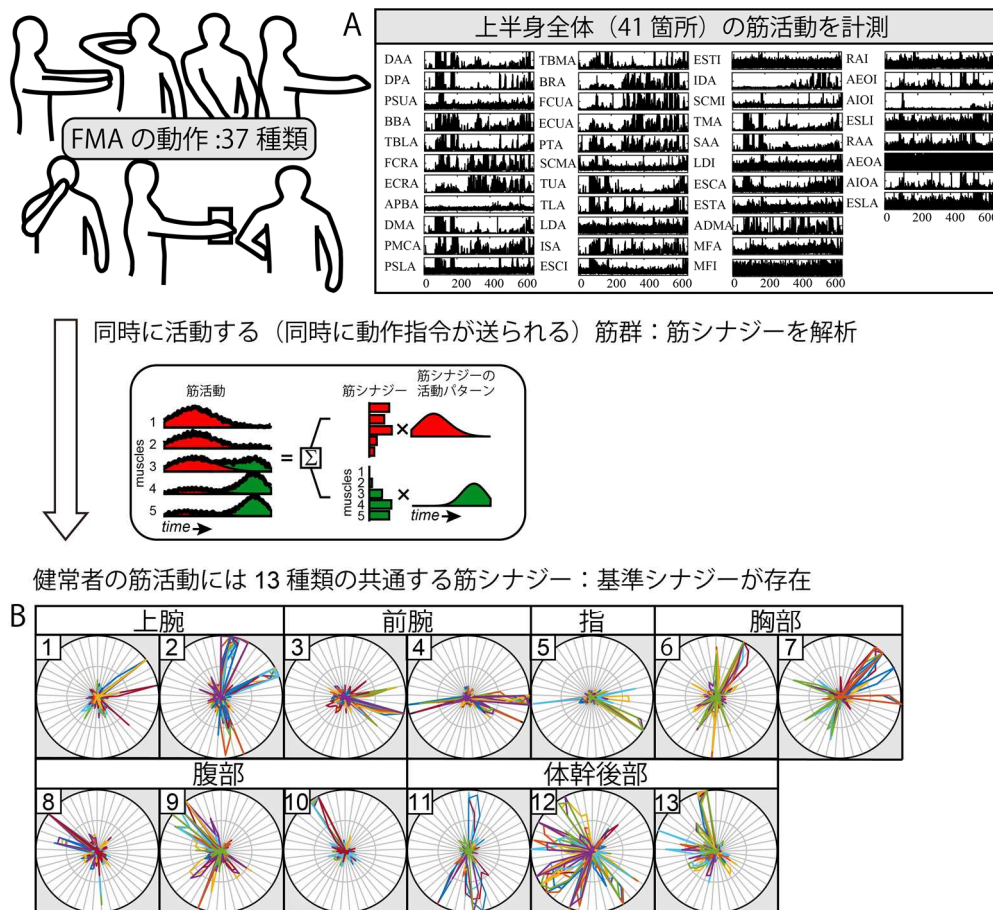 A
上半身全体（41 箇所）の筋活動を計測
FMA の動作 :37 種類
DAA
DPA
PSUA
BBA
TBLA
FCRA
ECRA
APBA
DMA
PMCA
PSLA
0 200 400 600
TBMA
BRA
FCUA
ECUA
PTA
SCMA
TUA
TLA
LDA
ISA
ESCI
0 200 400 600
ESTI
IDA
SCMI
TMA
SAA
LDI
ESCA
ESTA
ADMA
MFA
MFI
0 200 400 600
RAI
AEOI
AIOI
ESLI
RAA
AEOA
AIOA
ESLA
0 200 400 600
同時に活動する（同時に動作指令が送られる）筋群：筋シナジーを解析
筋活動
muscles
1
2
3
4
5
time
=
Σ
筋シナジー
×
筋シナジーの
活動パターン
muscles
1
2
3
4
5
×
time
健常者の筋活動には 13 種類の共通する筋シナジー：基準シナジーが存在
B
上腕 前腕 指 胸部
1 2 3 4 5 6 7
腹部 体幹後部
8 9 10 11 12 13